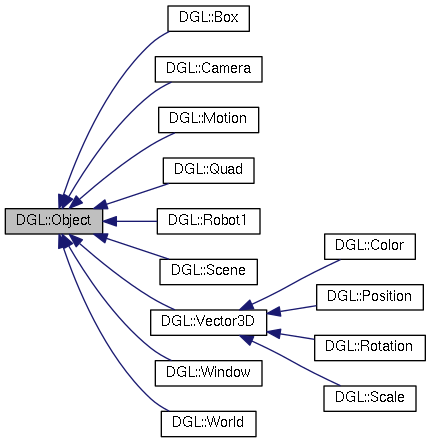 DGL::Object
DGL::Box
DGL::Camera
DGL::Motion
DGL::Quad
DGL::Robot1
DGL::Scene
DGL::Vector3D
DGL::Window
DGL::World
DGL::Color
DGL::Position
DGL::Rotation
DGL::Scale